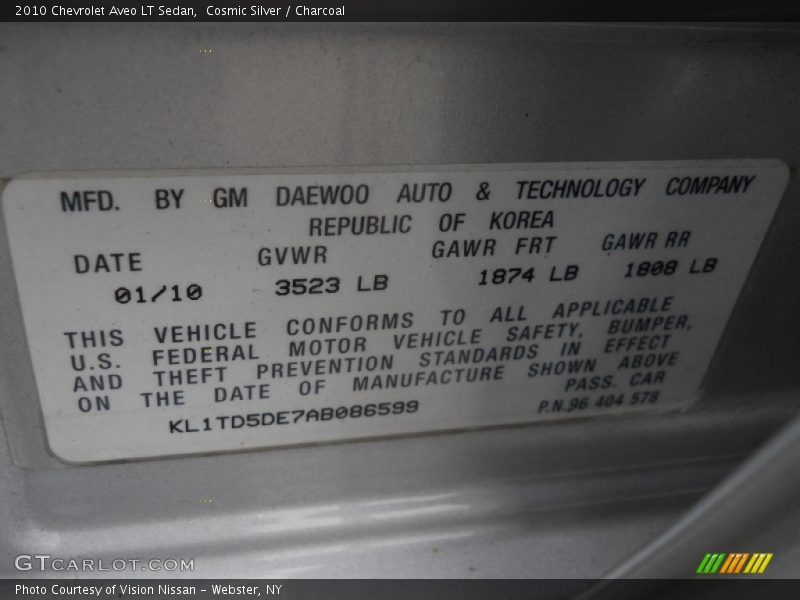 2010 Chevrolet Aveo LT Sedan, Cosmic Silver / Charcoal
MFD. BY GM DAEWOO AUTO & TECHNOLOGY COMPANY
REPUBLIC OF KOREA
DATE GVWR GAWR FRT GAWR RR
01/10 3523 LB 1874 LB 1808 LB
THIS VEHICLE CONFORMS TO ALL APPLICABLE
U.S. FEDERAL MOTOR VEHICLE SAFETY, BUMPER,
AND THEFT PREVENTION STANDARDS IN EFFECT
ON THE DATE OF MANUFACTURE SHOWN ABOVE
PASS. CAR
KL1TD5DE7AB086599 P.N.96 404 578
GTCARLOT.COM
Photo Courtesy of Vision Nissan - Webster, NY